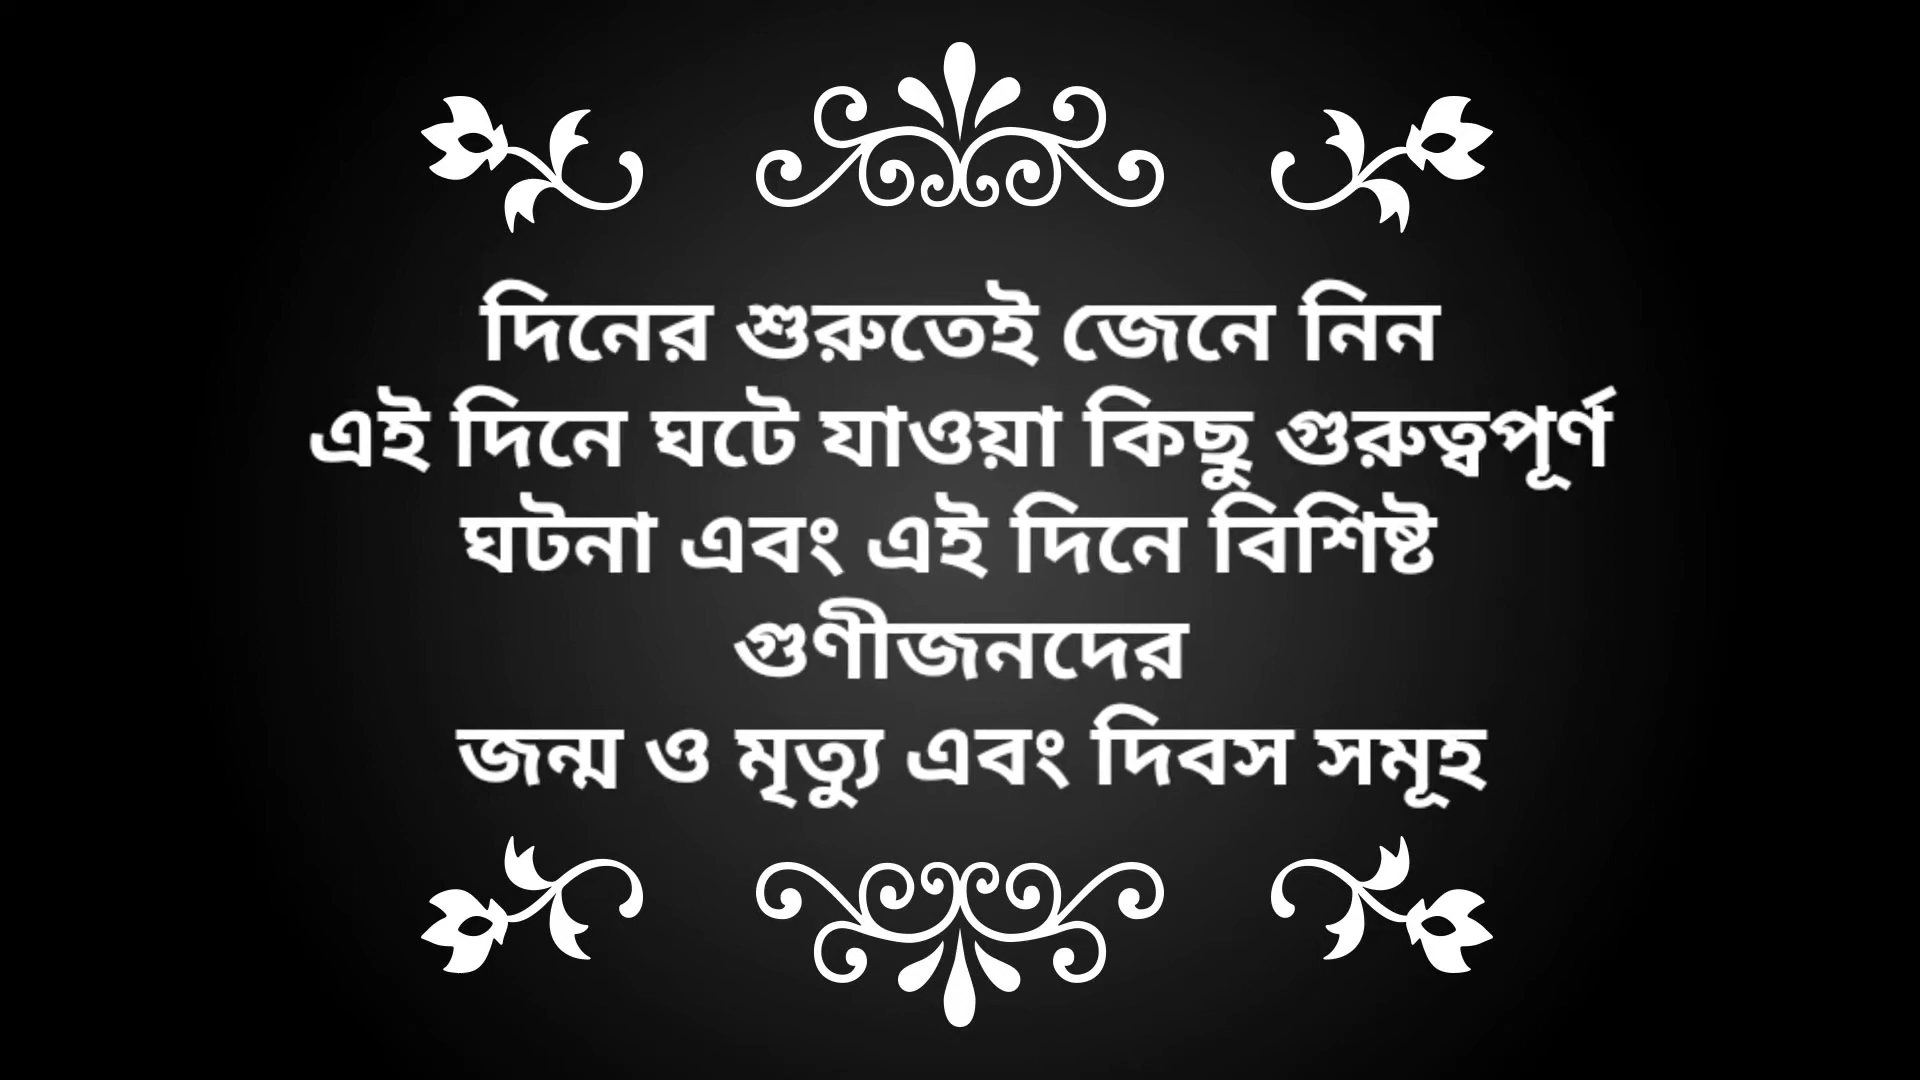 দিনের শুরুতেই জেনে নিন
এই দিনে ঘটে যাওয়া কিছু গুরুত্বপূর্ণ
ঘটনা এবং এই দিনে বিশিষ্ট
গুণীজনদের
জন্ম ও মৃত্যু এবং দিবস সমূহ